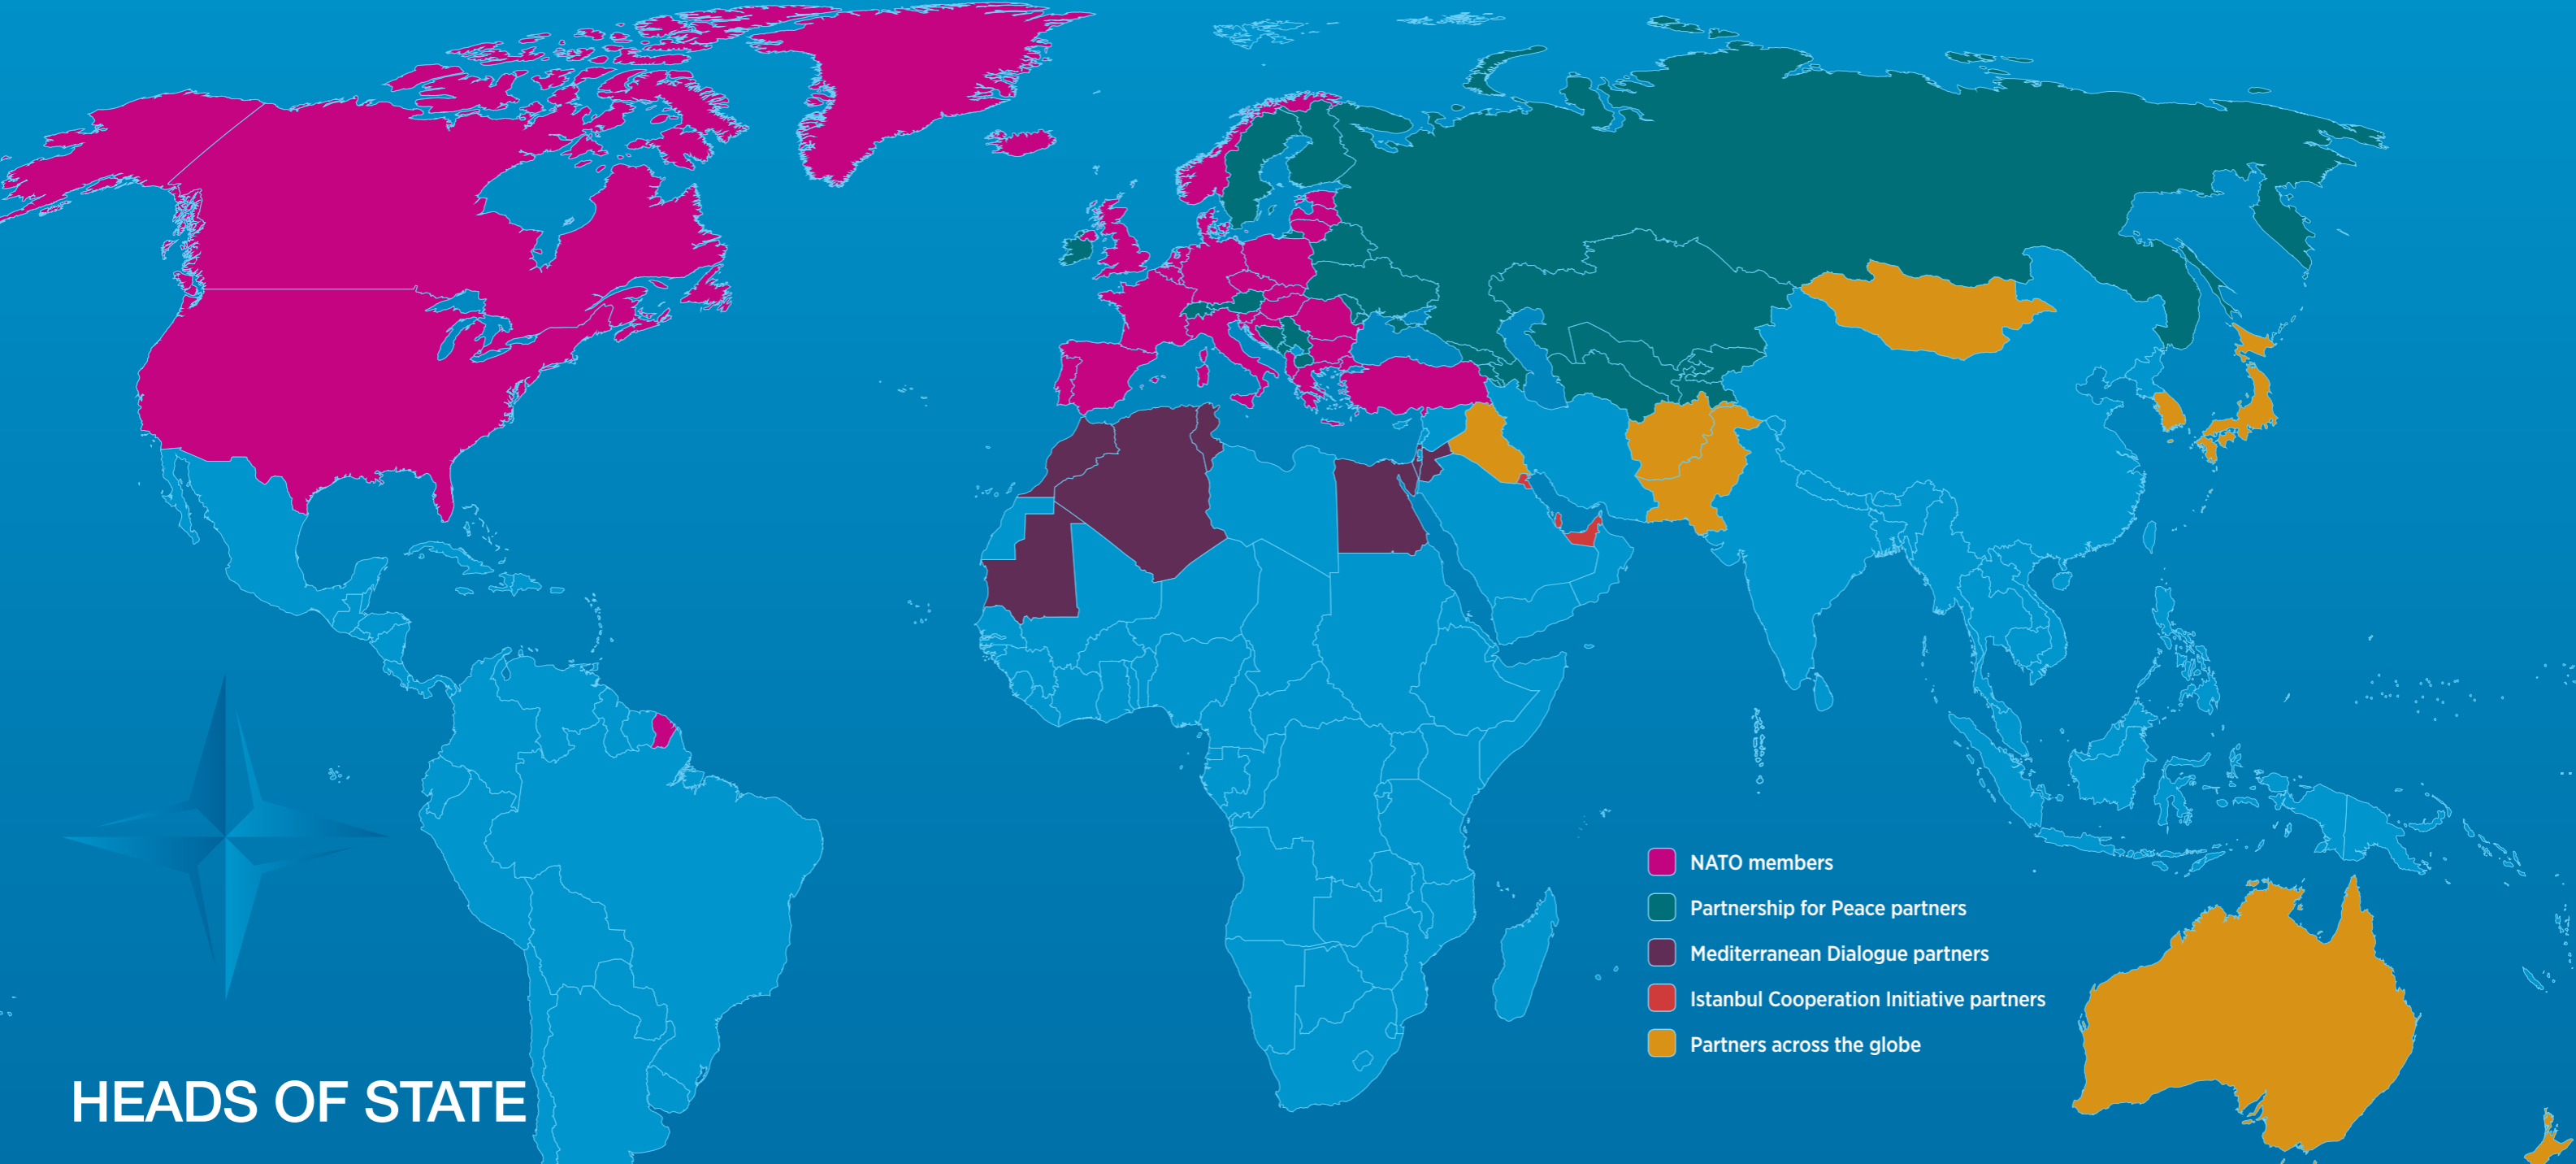 NATO members
Partnership for Peace partners
Mediterranean Dialogue partners
Istanbul Cooperation Initiative partners
Partners across the globe
HEADS OF STATE